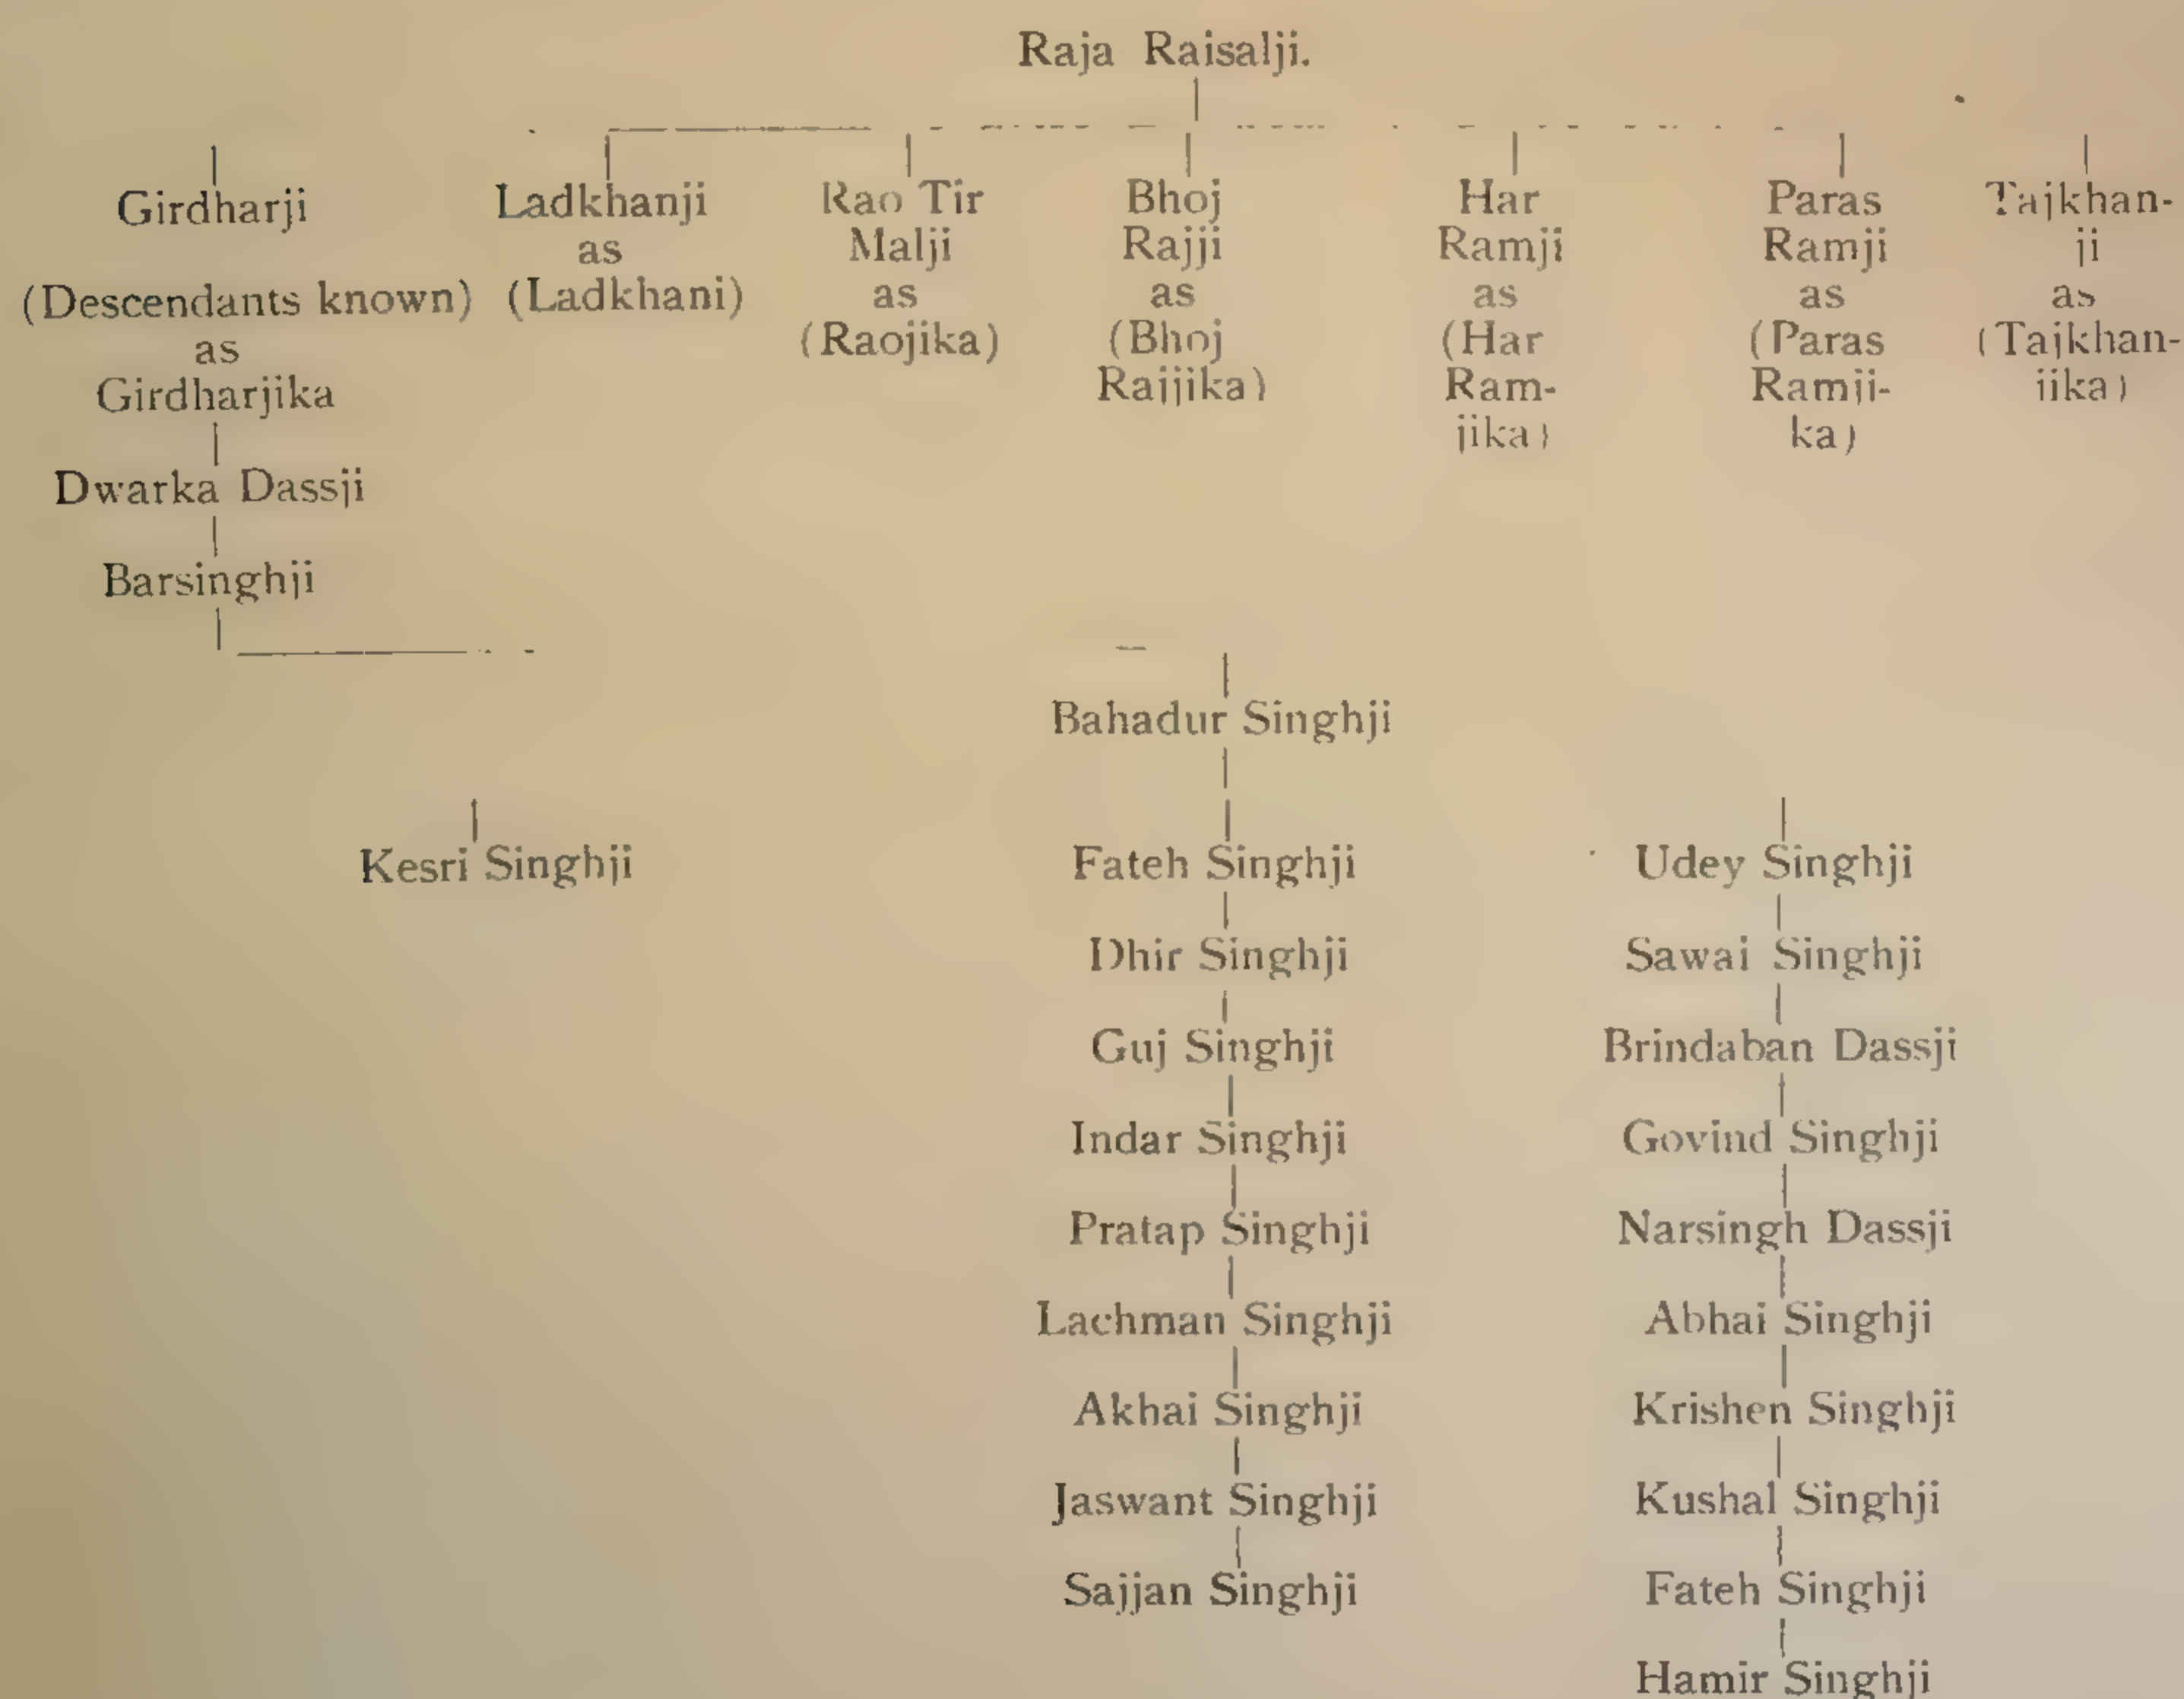 Raja Raisalji.
Girdharji
(Descendants known)
as
Girdharjika
Dwarka Dassji
Barsinghji
Ladkhanji
as
(Ladkhani)
Rao Tir
Malji
as
(Raojika)
Bhoj
Rajji
as
(Bhoj
Rajjika)
Har
Ramji
as
(Har
Ram-
jika)
Paras
Ramji
as
(Paras
Ramji-
ka)
Tajkhan-
ji
as
(Tajkhan-
jika)
Bahadur Singhji
Kesri Singhji
Fateh Singhji
Dhir Singhji
Guj Singhji
Indar Singhji
Pratap Singhji
Lachman Singhji
Akhai Singhji
Jaswant Singhji
Sajjan Singhji
Udey Singhji
Sawai Singhji
Brindaban Dassji
Govind Singhji
Narsingh Dassji
Abhai Singhji
Krishen Singhji
Kushal Singhji
Fateh Singhji
Hamir Singhji